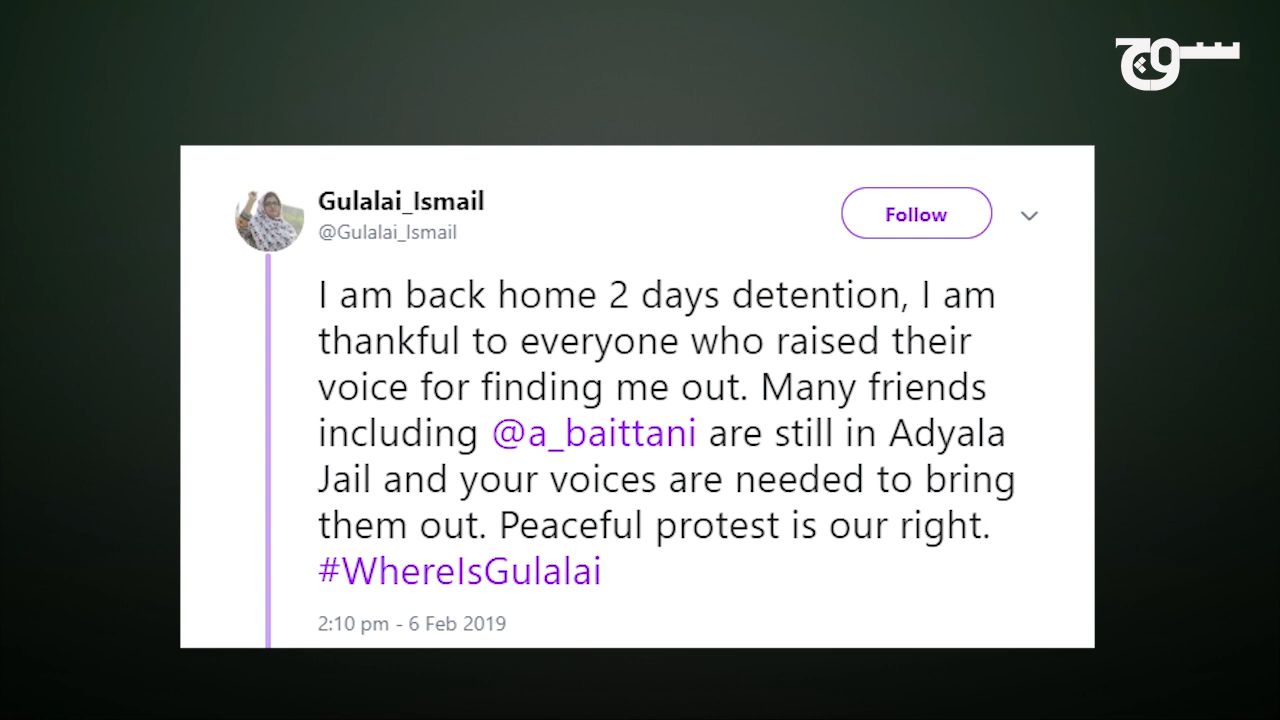 سوچ
Gulalai_Ismail
@Gulalai_Ismail
Follow
I am back home 2 days detention, I am
thankful to everyone who raised their
voice for finding me out. Many friends
including @a_baittani are still in Adyala
Jail and your voices are needed to bring
them out. Peaceful protest is our right.
#WhereIsGulalai
2:10 pm - 6 Feb 2019